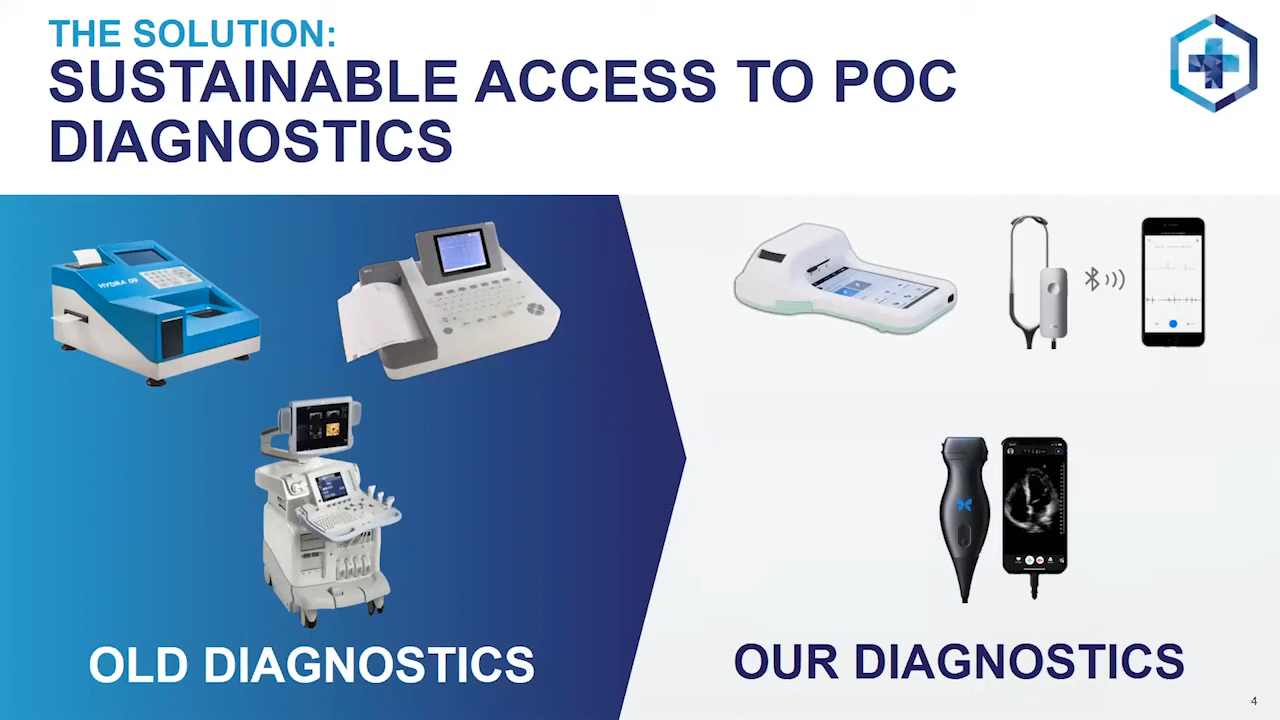 THE SOLUTION:
SUSTAINABLE ACCESS TO POC
DIAGNOSTICS
HYDRA 09
OLD DIAGNOSTICS
OUR DIAGNOSTICS
4